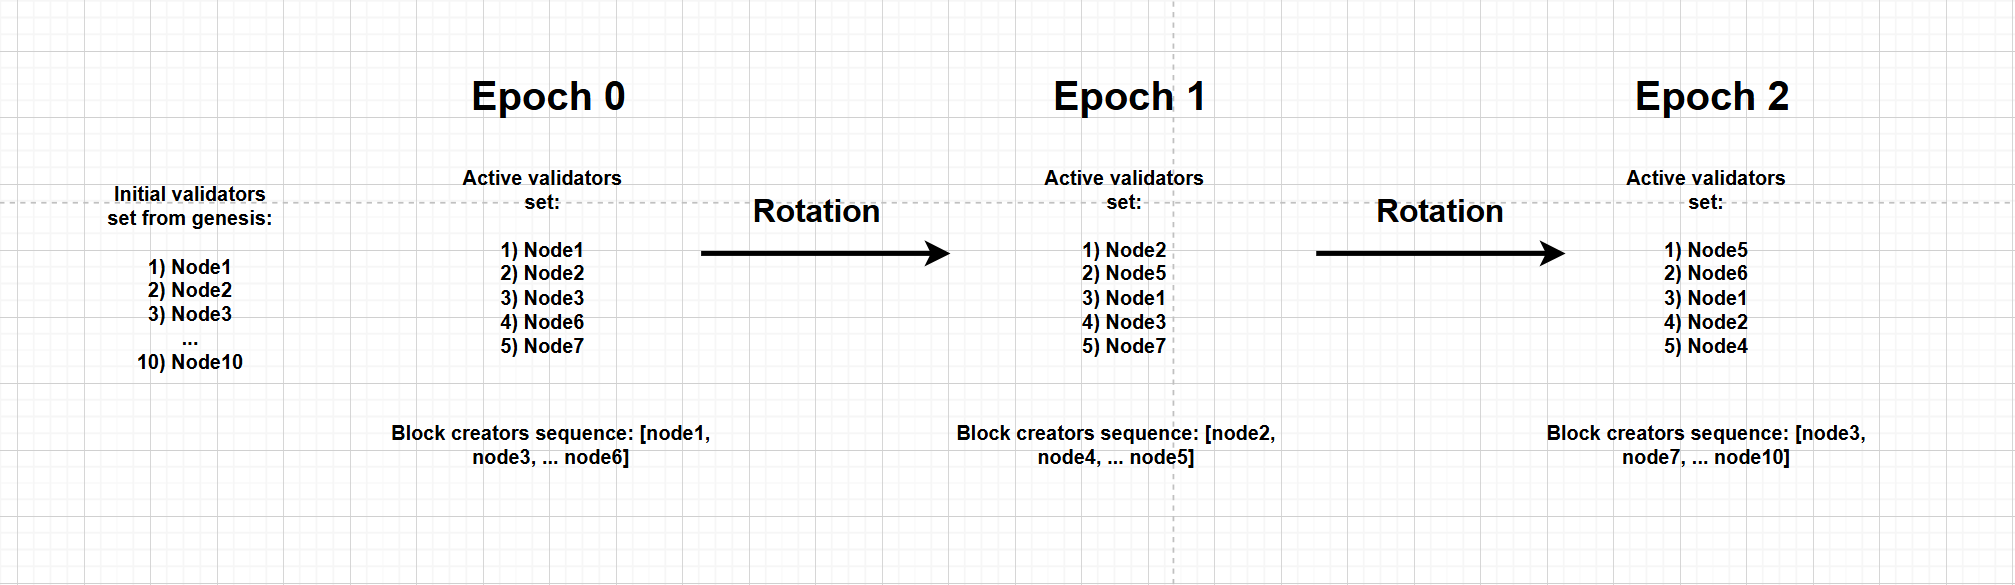 Epoch 0
Epoch 1
Epoch 2
Initial validators
set from genesis:
1) Node1
2) Node2
3) Node3
...
10) Node10
Active validators
set:
1) Node1
2) Node2
3) Node3
4) Node6
5) Node7
Block creators sequence: [node1,
node3, ... node6]
Rotation
Active validators
set:
1) Node2
2) Node5
3) Node1
4) Node3
5) Node7
Block creators sequence: [node2,
node4, ... node5]
Rotation
Active validators
set:
1) Node5
2) Node6
3) Node1
4) Node2
5) Node4
Block creators sequence: [node3,
node7, ... node10]